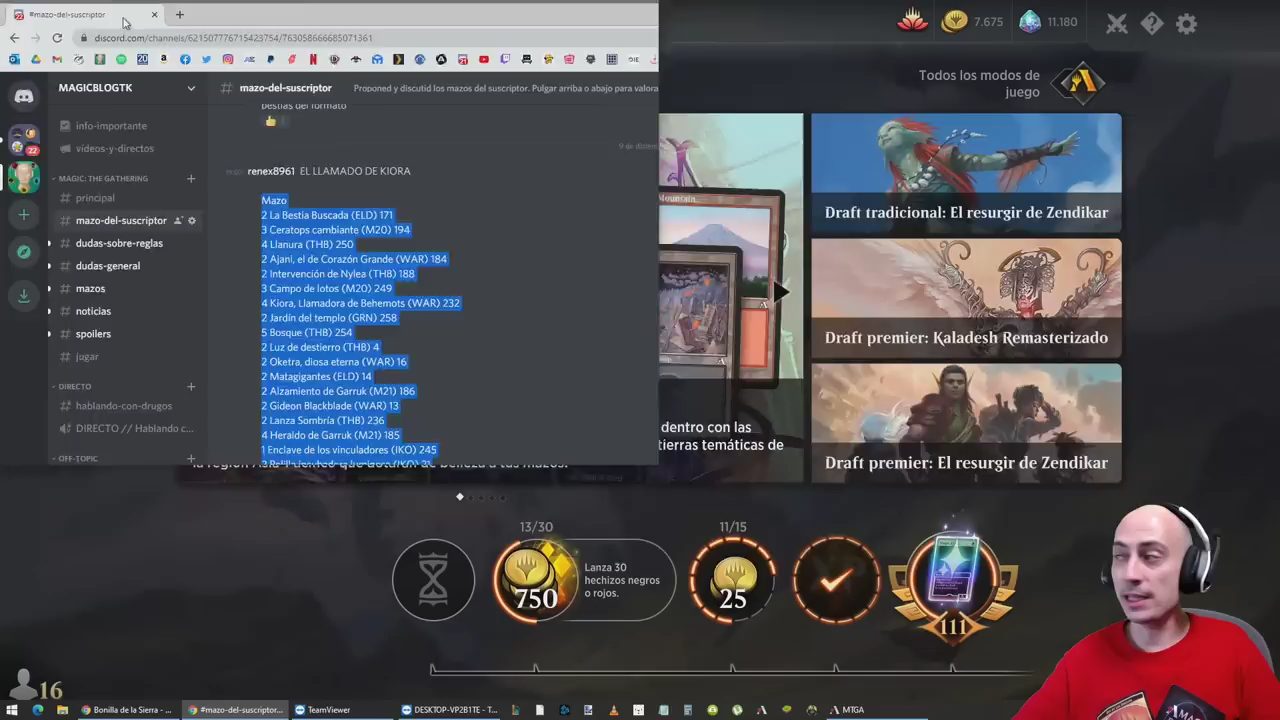 #mazo-del-suscriptor
discord.com/channels/621507776715423754/763058666685071361
MAGICBLOGTK
# mazo-del-suscriptor Proponed y discutid los mazos del suscriptor. Pulgar arriba o abajo para valora
bestias del formato
info-importante
vídeos-y-directos
MAGIC: THE GATHERING
principal
mazo-del-suscriptor
dudas-sobre-reglas
dudas-general
mazos
noticias
spoilers
jugar
DIRECTO
hablando-con-drugos
DIRECTO // Hablando c...
OFF-TOPIC
22
renex8961 EL LLAMADO DE KIORA
Mazo
2 La Bestia Buscada (ELD) 171
3 Ceratops cambiante (M20) 194
4 Llanura (THB) 250
2 Ajani, el de Corazón Grande (WAR) 184
2 Intervención de Nylea (THB) 188
3 Campo de lotos (M20) 249
4 Kiora, Llamadora de Behemots (WAR) 232
2 Jardín del templo (GRN) 258
5 Bosque (THB) 254
2 Luz de destierro (THB) 4
2 Oketra, diosa eterna (WAR) 16
2 Matagigantes (ELD) 14
2 Alzamiento de Garruk (M21) 186
2 Gideon Blackblade (WAR) 13
2 Lanza Sombría (THB) 236
4 Heraldo de Garruk (M21) 185
1 Enclave de los vinculadores (IKO) 245
7.675
11.180
Todos los modos de
juego
Mountain
Draft tradicional: El resurgir de Zendikar
Draft premier: Kaladesh Remasterizado
Draft premier: El resurgir de Zendikar
dentro con las
tierras temáticas de
belleza a tus mazos.
13/30
750
Lanza 30
hechizos negros
o rojos.
11/15
25
111
16
Bonilla de la Sierra - ...
#mazo-del-suscriptor...
TeamViewer
DESKTOP-VP2B1TE - T...
MTGA